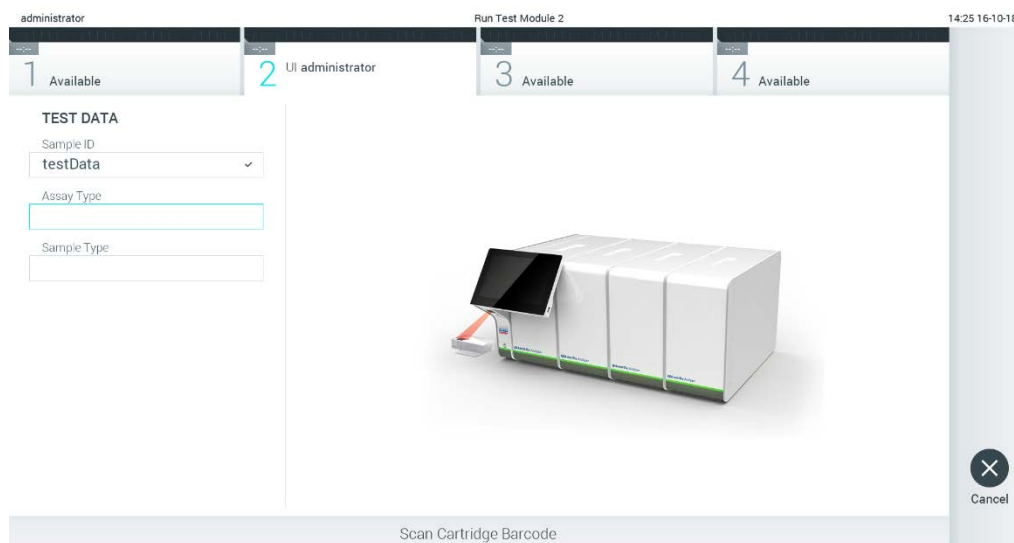 administrator
Run Test Module 2
14:25 16-10-18
--:--
--:--
--:--
--:--
1 Available
2 UI administrator
3 Available
4 Available
TEST DATA
Sample ID
testData
Assay Type
Sample Type
Cancel
Scan Cartridge Barcode